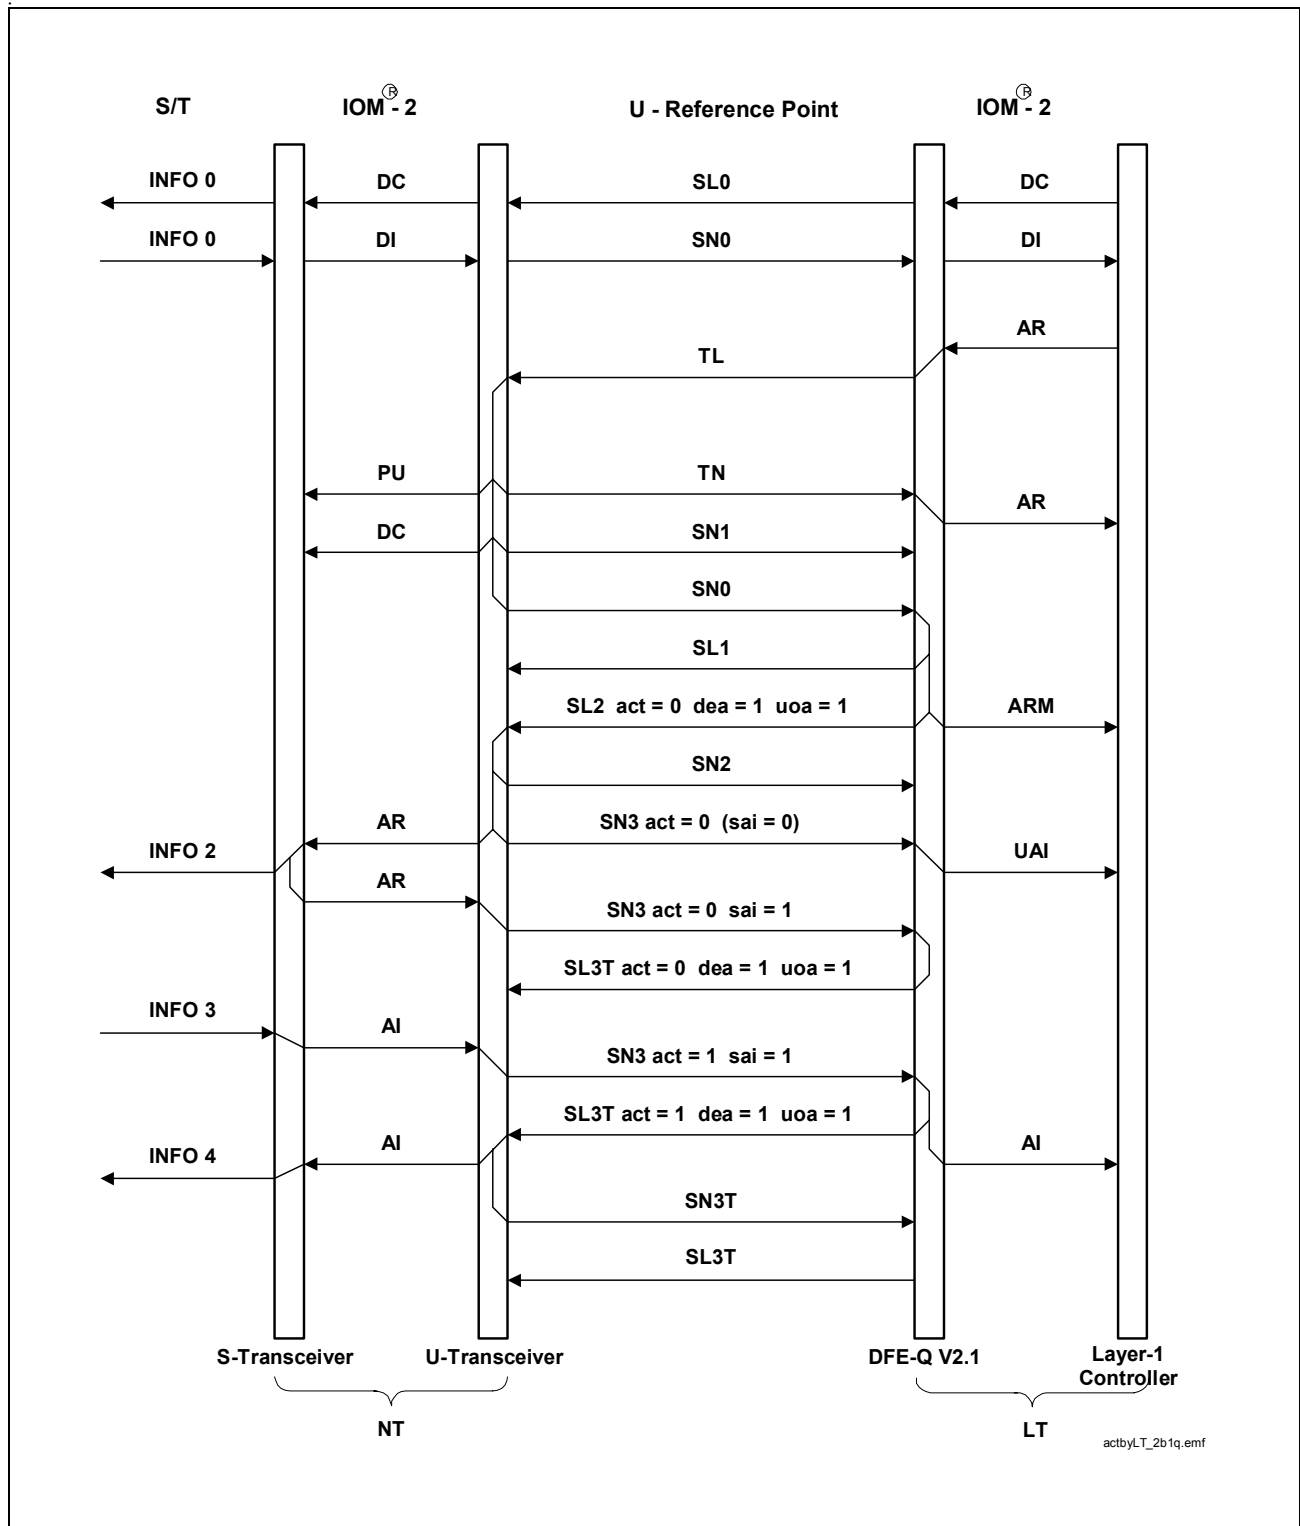 S/T IOM®- 2 U - Reference Point IOM®- 2
INFO 0 DC SL0 DC
INFO 0 DI SN0 DI
AR
TL
PU TN
AR
DC SN1
SN0
SL1
SL2 act = 0 dea = 1 uoa = 1 ARM
SN2
AR SN3 act = 0 (sai = 0)
INFO 2 UAI
AR
SN3 act = 0 sai = 1
SL3T act = 0 dea = 1 uoa = 1
INFO 3
AI
SN3 act = 1 sai = 1
SL3T act = 1 dea = 1 uoa = 1
AI AI
INFO 4
SN3T
SL3T
S-Transceiver U-Transceiver DFE-Q V2.1 Layer-1
Controller
NT LT
actbyLT_2b1q.emf